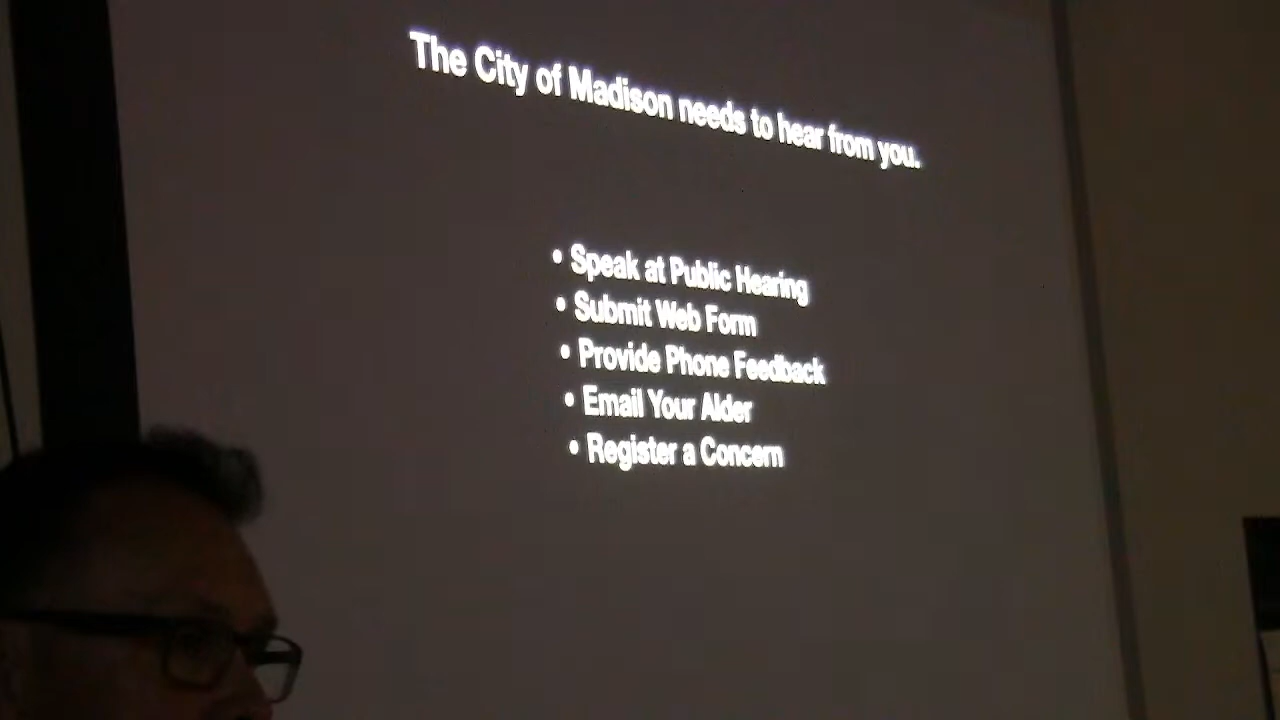 The City of Madison needs to hear from you.
• Speak at Public Hearing
• Submit Web Form
• Provide Phone Feedback
• Email Your Alder
• Register a Concern